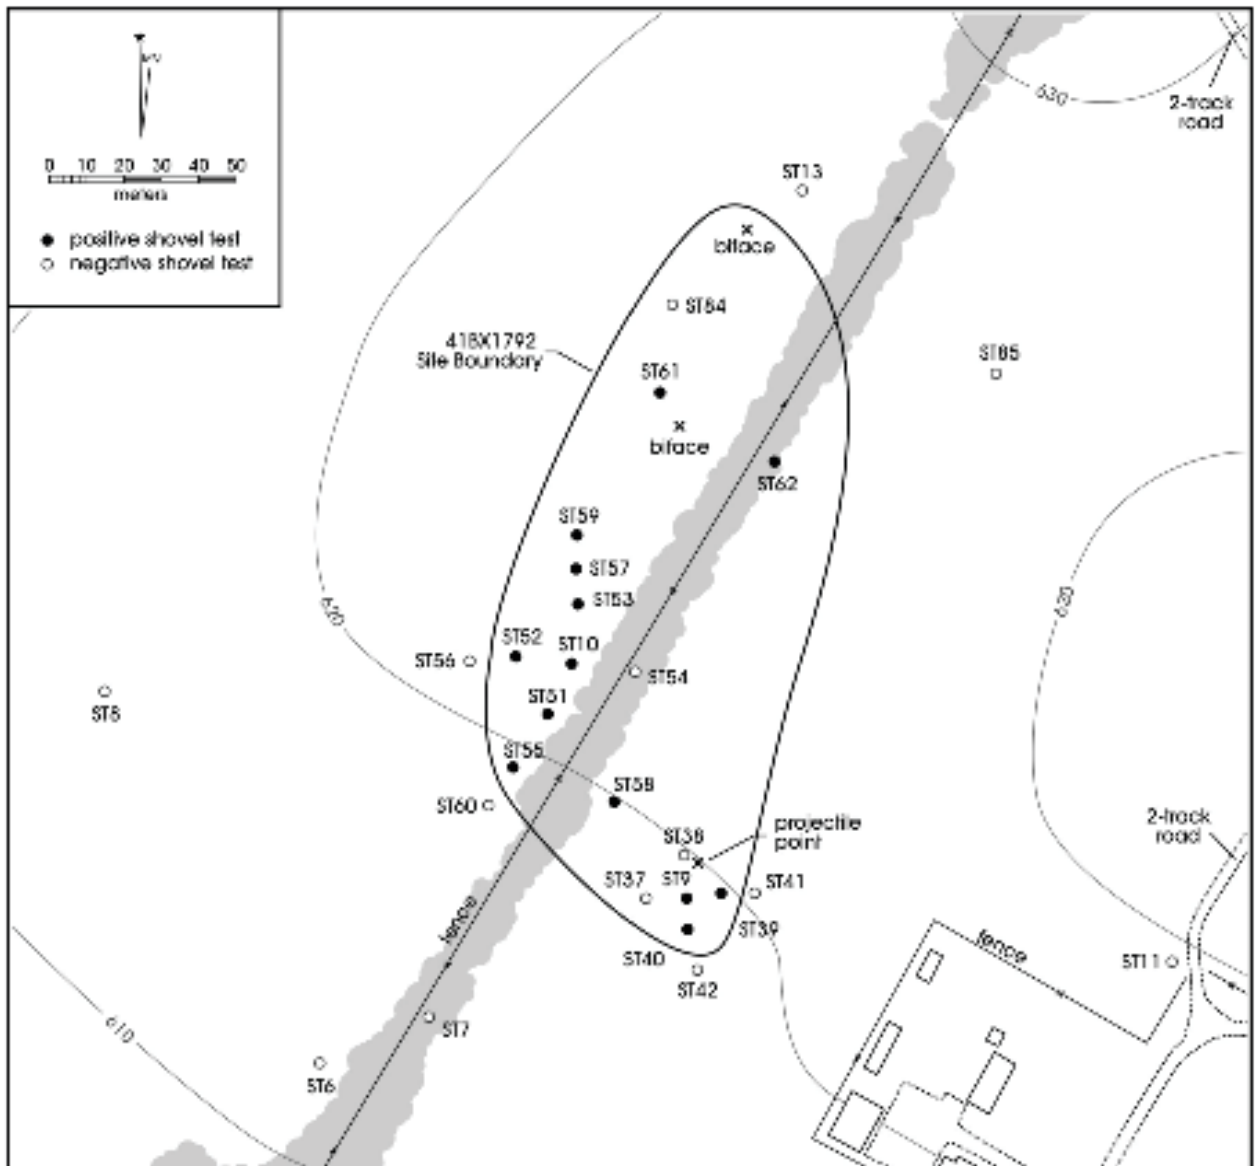 MN
0 10 20 30 40 50
meters
positive shovel test
negative shovel test
630
2-track
road
ST13
biface
ST84
41BX1792
Site Boundary
ST61
ST85
biface
ST62
ST59
ST57
ST53
620
630
ST52
ST10
ST56
ST54
ST8
ST51
ST55
ST58
ST60
projectile
point
2-track
road
ST38
ST37
ST9
ST41
fence
ST39
fence
ST40
ST11
ST42
610
ST7
ST6